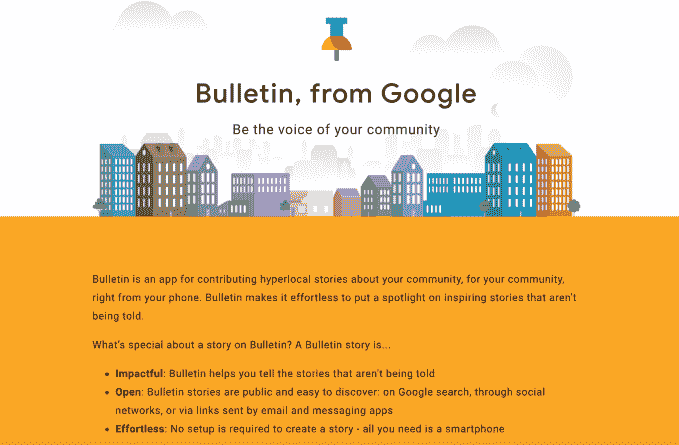 Bulletin, from Google
Be the voice of your community
Bulletin is an app for contributing hyperlocal stories about your community, for your community,
right from your phone. Bulletin makes it effortless to put a spotlight on inspiring stories that aren't
being told.
What's special about a story on Bulletin? A Bulletin story is...
• Impactful: Bulletin helps you tell the stories that aren't being told
• Open: Bulletin stories are public and easy to discover: on Google search, through social
networks, or via links sent by email and messaging apps
• Effortless: No setup is required to create a story - all you need is a smartphone